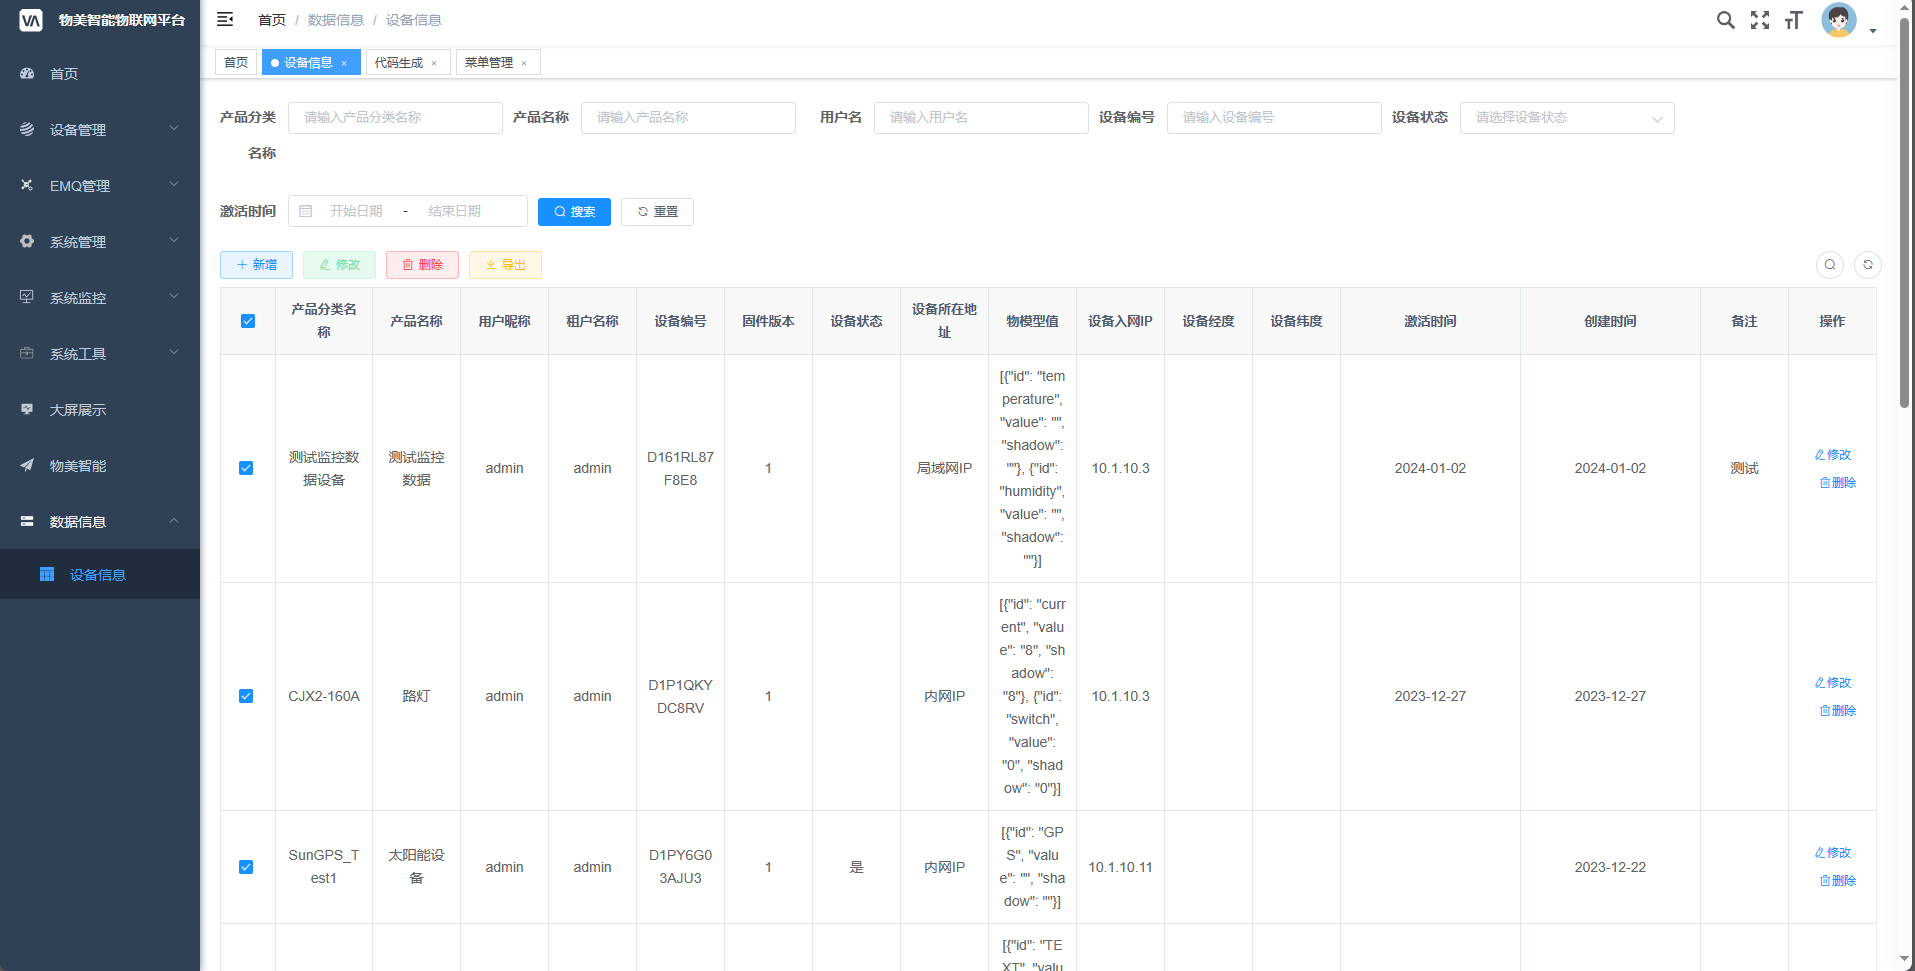 VA 物美智能物联网平台
首页
设备管理
EMQ管理
系统管理
系统监控
系统工具
大屏展示
物美智能
数据信息
设备信息
首页 / 数据信息 / 设备信息
首页 设备信息 × 代码生成 × 菜单管理 ×
产品分类名称 请输入产品分类名称 产品名称 请输入产品名称 用户名 请输入用户名 设备编号 请输入设备编号 设备状态 请选择设备状态
激活时间 开始日期 - 结束日期 搜索 重置
新增 修改 删除 导出
产品分类名称 产品名称 用户昵称 租户名称 设备编号 固件版本 设备状态 设备所在地址 物模型值 设备入网IP 设备经度 设备纬度 激活时间 创建时间 备注 操作
测试监控数据设备 测试监控数据 admin admin D161RL87F8E8 1 局域网IP
[{"id": "tem
perature",
"value": "",
"shadow":
""}, {"id":
"humidity",
"value": "",
"shadow":
""}]
10.1.10.3 2024-01-02 2024-01-02 测试 修改
删除
CJX2-160A 路灯 admin admin D1P1QKYDC8RV 1 内网IP
[{"id": "curr
ent", "valu
e": "8", "sh
adow":
"8"}, {"id":
"switch",
"value":
"0", "shad
ow": "0"}]
10.1.10.3 2023-12-27 2023-12-27 修改
删除
SunGPS_Test1 太阳能设备 admin admin D1PY6G03AJU3 1 是 内网IP
[{"id": "GP
S", "valu
e": "", "sha
dow": ""}]
10.1.10.11 2023-12-22 修改
删除
[{"id": "TE
XT", "valu